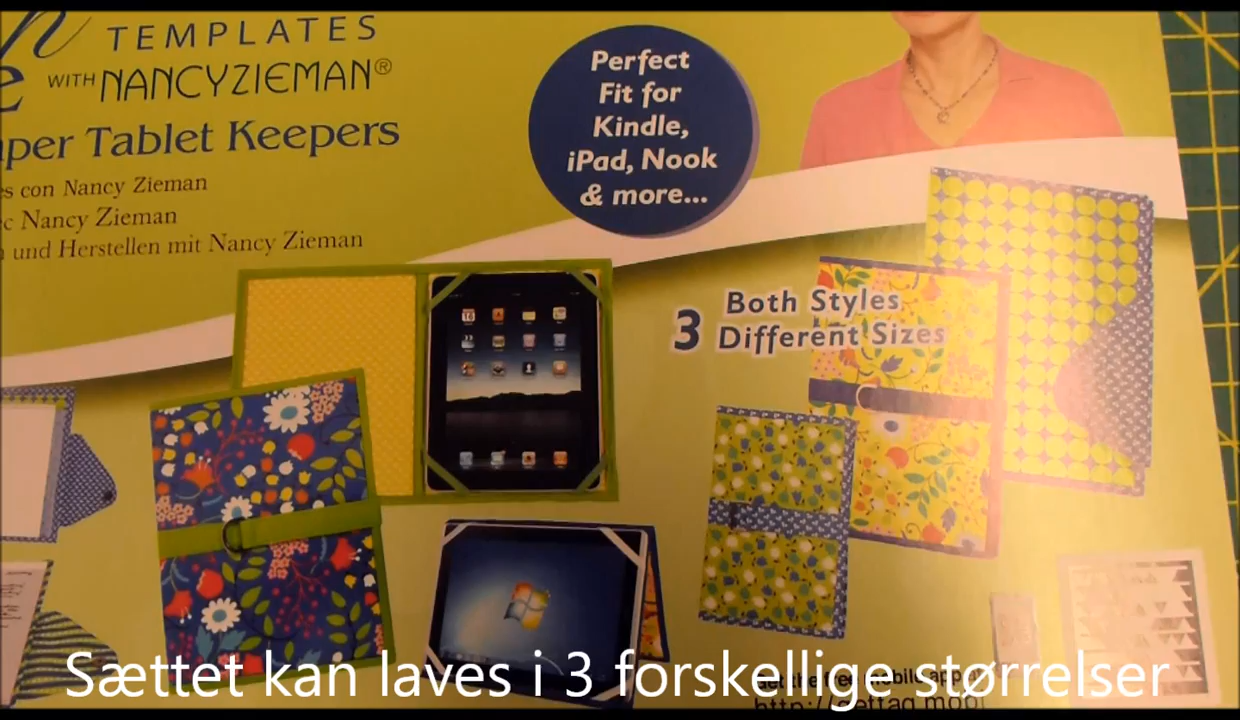 TEMPLATES
WITH NANCY ZIEMAN®
Tablet Keepers
con Nancy Zieman
Nancy Zieman
und Herstellen mit Nancy Zieman
Perfect
Fit for
Kindle,
iPad, Nook
& more...
3 Both Styles
Different Sizes
Sættet kan laves i 3 forskellige størrelser